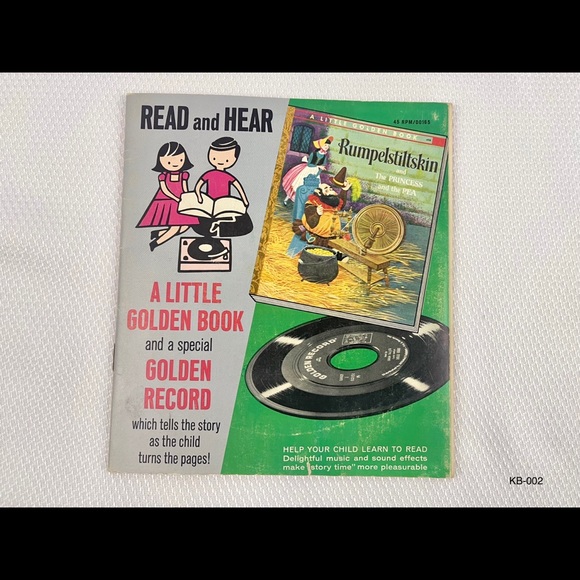 READ and HEAR
45 RPM/00166
A LITTLE GOLDEN BOOK
Rumpelstiltskin
and
The PRINCESS
and the PEA
A LITTLE
GOLDEN BOOK
and a special
GOLDEN
RECORD
which tells the story
as the child
turns the pages!
GOLDEN RECORD
HELP YOUR CHILD LEARN TO READ
Delightful music and sound effects
make "story time" more pleasurable
KB-002